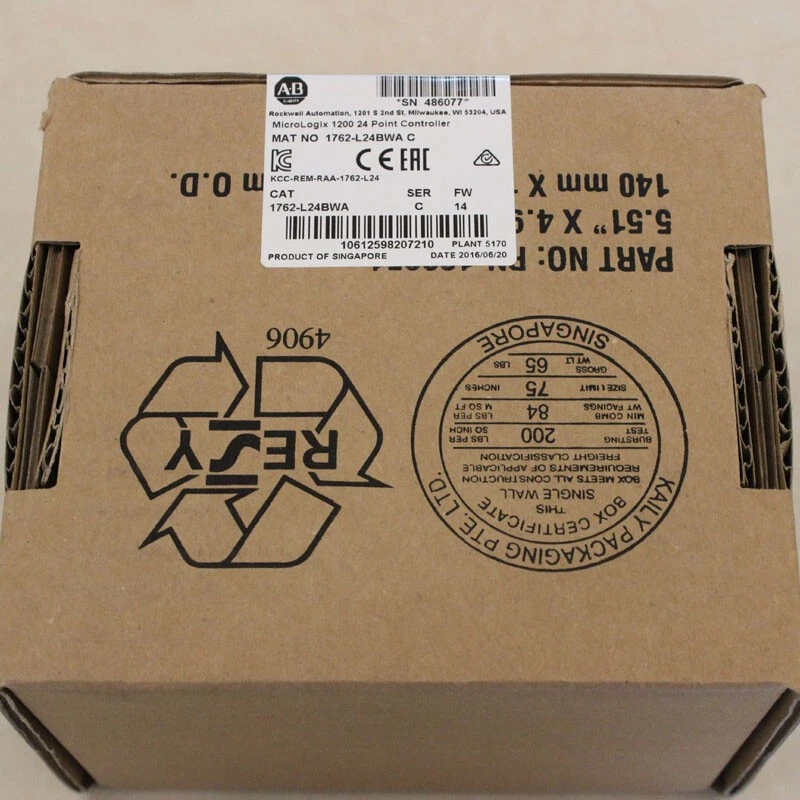 A·B
*SN 486077*
Rockwell Automation, 1201 S 2nd St, Milwaukee, WI 53204, USA
MicroLogix 1200 24 Point Controller
MAT NO 1762-L24BWA C
CE EAC
KCC-REM-RAA-1762-L24
CAT SER FW
1762-L24BWA C 14
10612598207210 PLANT 5170
PRODUCT OF SINGAPORE DATE 2016/06/20
PART NO:
5.51" X 4.9
140 mm X
m O.D.
4906
RESY
KAILY PACKAGING PTE. LTD.
BOX CERTIFICATE
THIS
SINGLE WALL
BOX MEETS ALL CONSTRUCTION
REQUIREMENTS OF APPLICABLE
FREIGHT CLASSIFICATION
BURSTING TEST 200 LBS PER SQ INCH
MIN COMB WT FACINGS 84 LBS PER M SQ FT
SIZE LIMIT 75 INCHES
GROSS WT LT 65 LBS
SINGAPORE